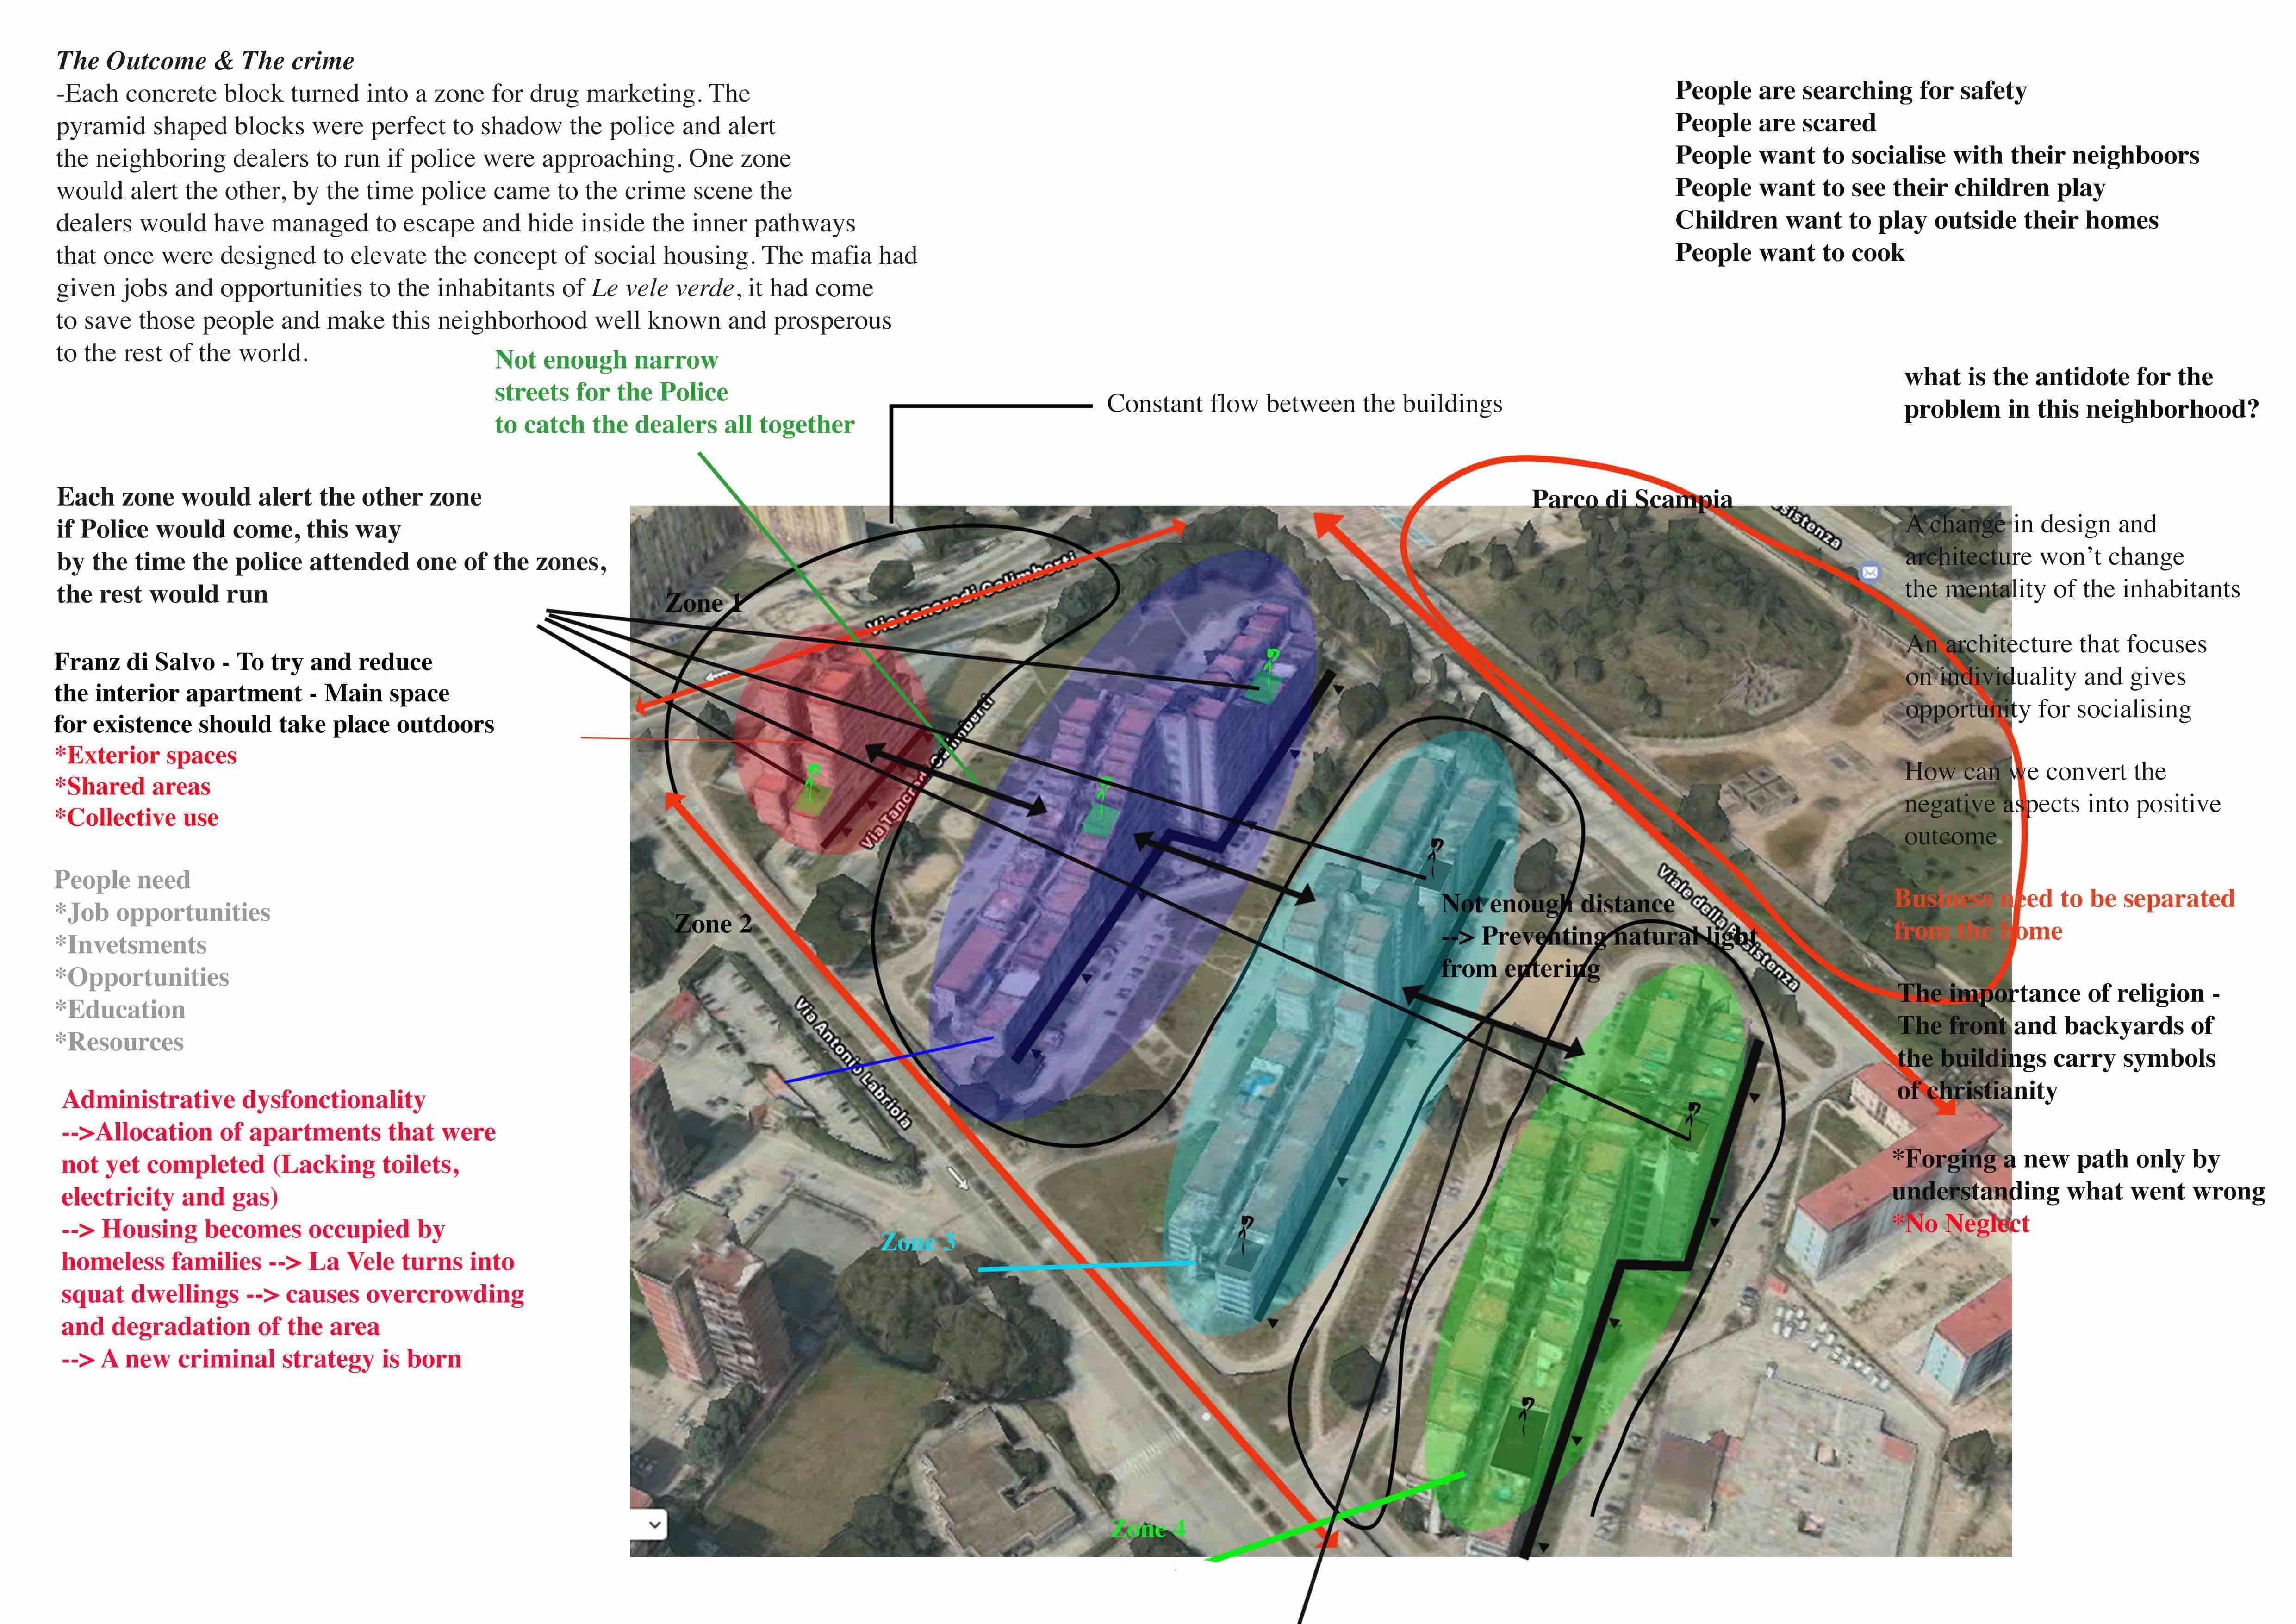 The Outcome & The crime
-Each concrete block turned into a zone for drug marketing. The
pyramid shaped blocks were perfect to shadow the police and alert
the neighboring dealers to run if police were approaching. One zone
would alert the other, by the time police came to the crime scene the
dealers would have managed to escape and hide inside the inner pathways
that once were designed to elevate the concept of social housing. The mafia had
given jobs and opportunities to the inhabitants of Le vele verde, it had come
to save those people and make this neighborhood well known and prosperous
to the rest of the world.
People are searching for safety
People are scared
People want to socialise with their neighboors
People want to see their children play
Children want to play outside their homes
People want to cook
Not enough narrow
streets for the Police
to catch the dealers all together
Constant flow between the buildings
what is the antidote for the
problem in this neighborhood?
Each zone would alert the other zone
if Police would come, this way
by the time the police attended one of the zones,
the rest would run
Franz di Salvo - To try and reduce
the interior apartment - Main space
for existence should take place outdoors
*Exterior spaces
*Shared areas
*Collective use
People need
*Job opportunities
*Invetsments
*Opportunities
*Education
*Resources
Administrative dysfonctionality
-->Allocation of apartments that were
not yet completed (Lacking toilets,
electricity and gas)
--> Housing becomes occupied by
homeless families --> La Vele turns into
squat dwellings --> causes overcrowding
and degradation of the area
--> A new criminal strategy is born
Parco di Scampia
sistenza
Zone 1
Via Tancredi Galimberti
Via Tancredi Galimberti
Zone 2
Via Antonio Labriola
Not enough distance
--> Preventing natural light
from entering
Viale della Resistenza
Zone 3
Zone 4
A change in design and
architecture won't change
the mentality of the inhabitants
An architecture that focuses
on individuality and gives
opportunity for socialising
How can we convert the
negative aspects into positive
outcome
Business need to be separated
from the home
The importance of religion -
The front and backyards of
the buildings carry symbols
of christianity
*Forging a new path only by
understanding what went wrong
*No Neglect